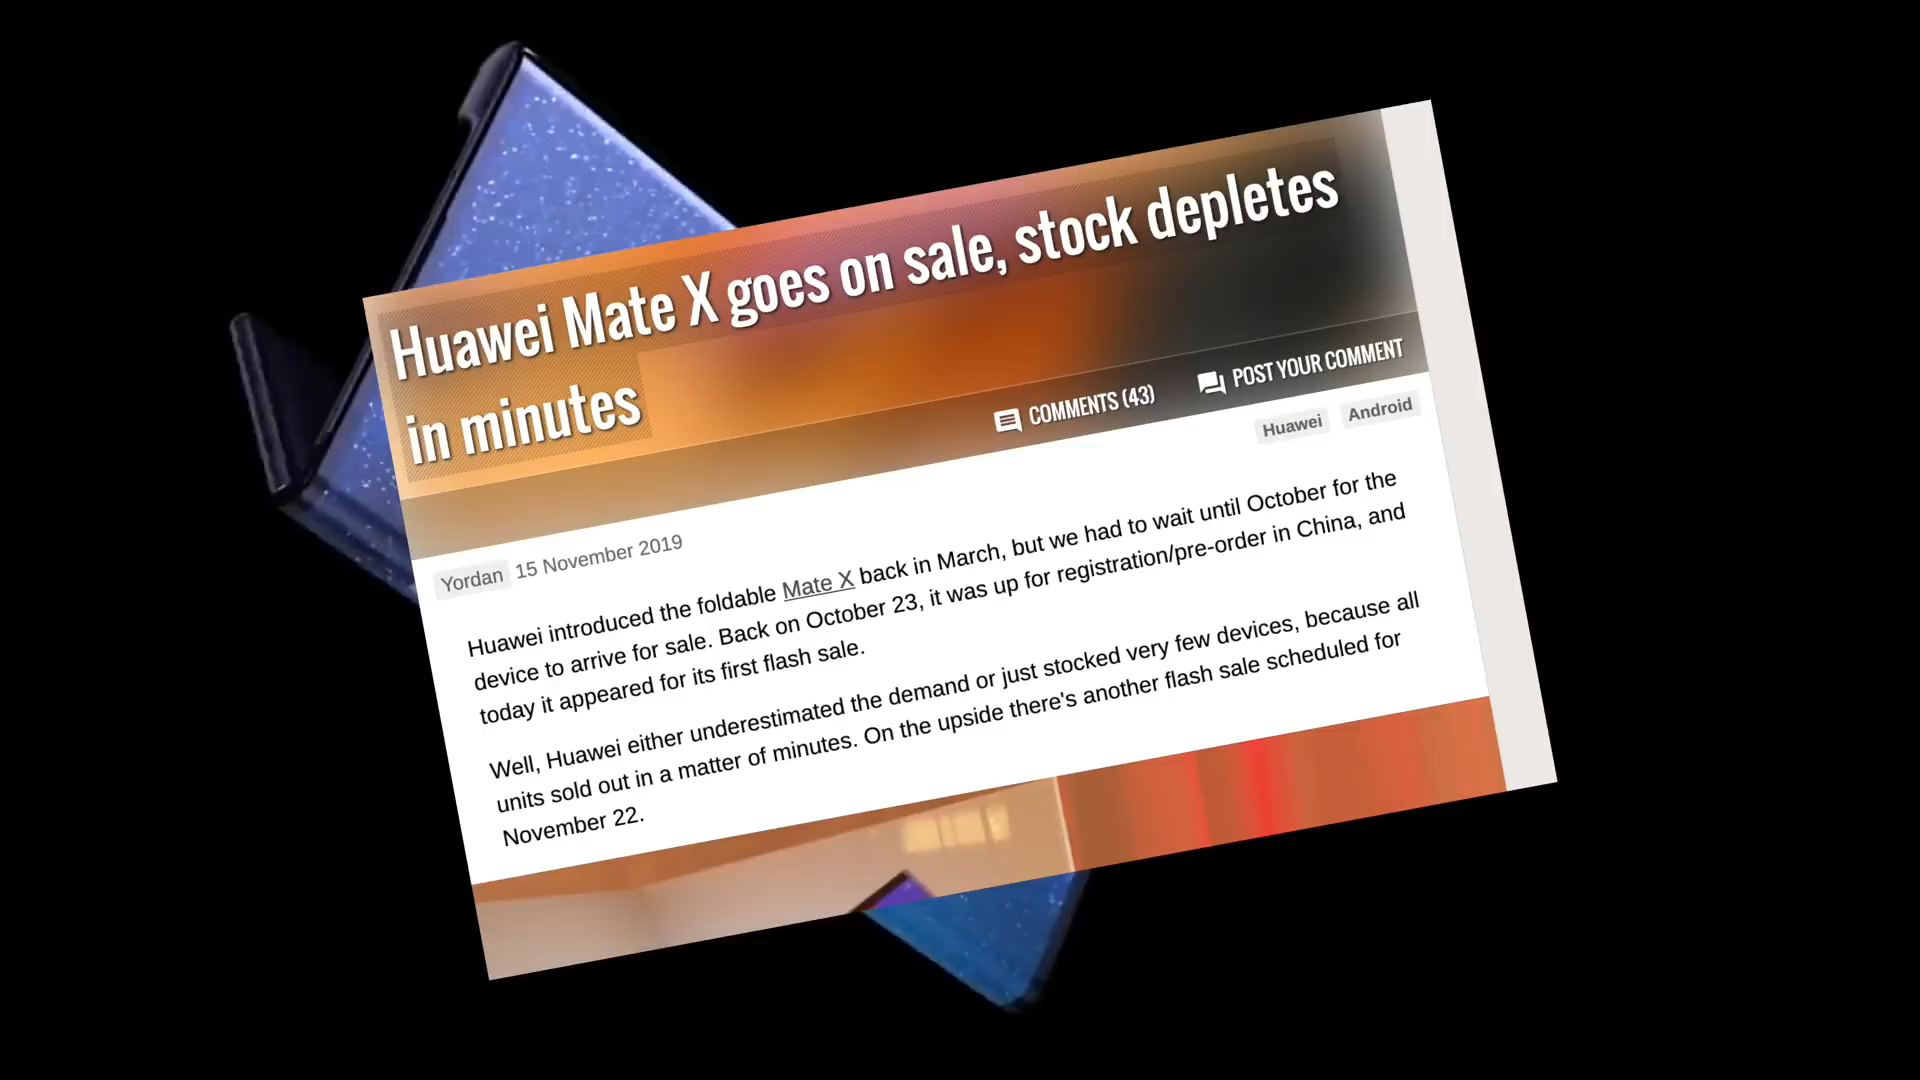 Huawei Mate X goes on sale, stock depletes
in minutes
COMMENTS (43)
POST YOUR COMMENT
Huawei
Android
Yordan 15 November 2019
Huawei introduced the foldable Mate X back in March, but we had to wait until October for the
device to arrive for sale. Back on October 23, it was up for registration/pre-order in China, and
today it appeared for its first flash sale.
Well, Huawei either underestimated the demand or just stocked very few devices, because all
units sold out in a matter of minutes. On the upside there's another flash sale scheduled for
November 22.